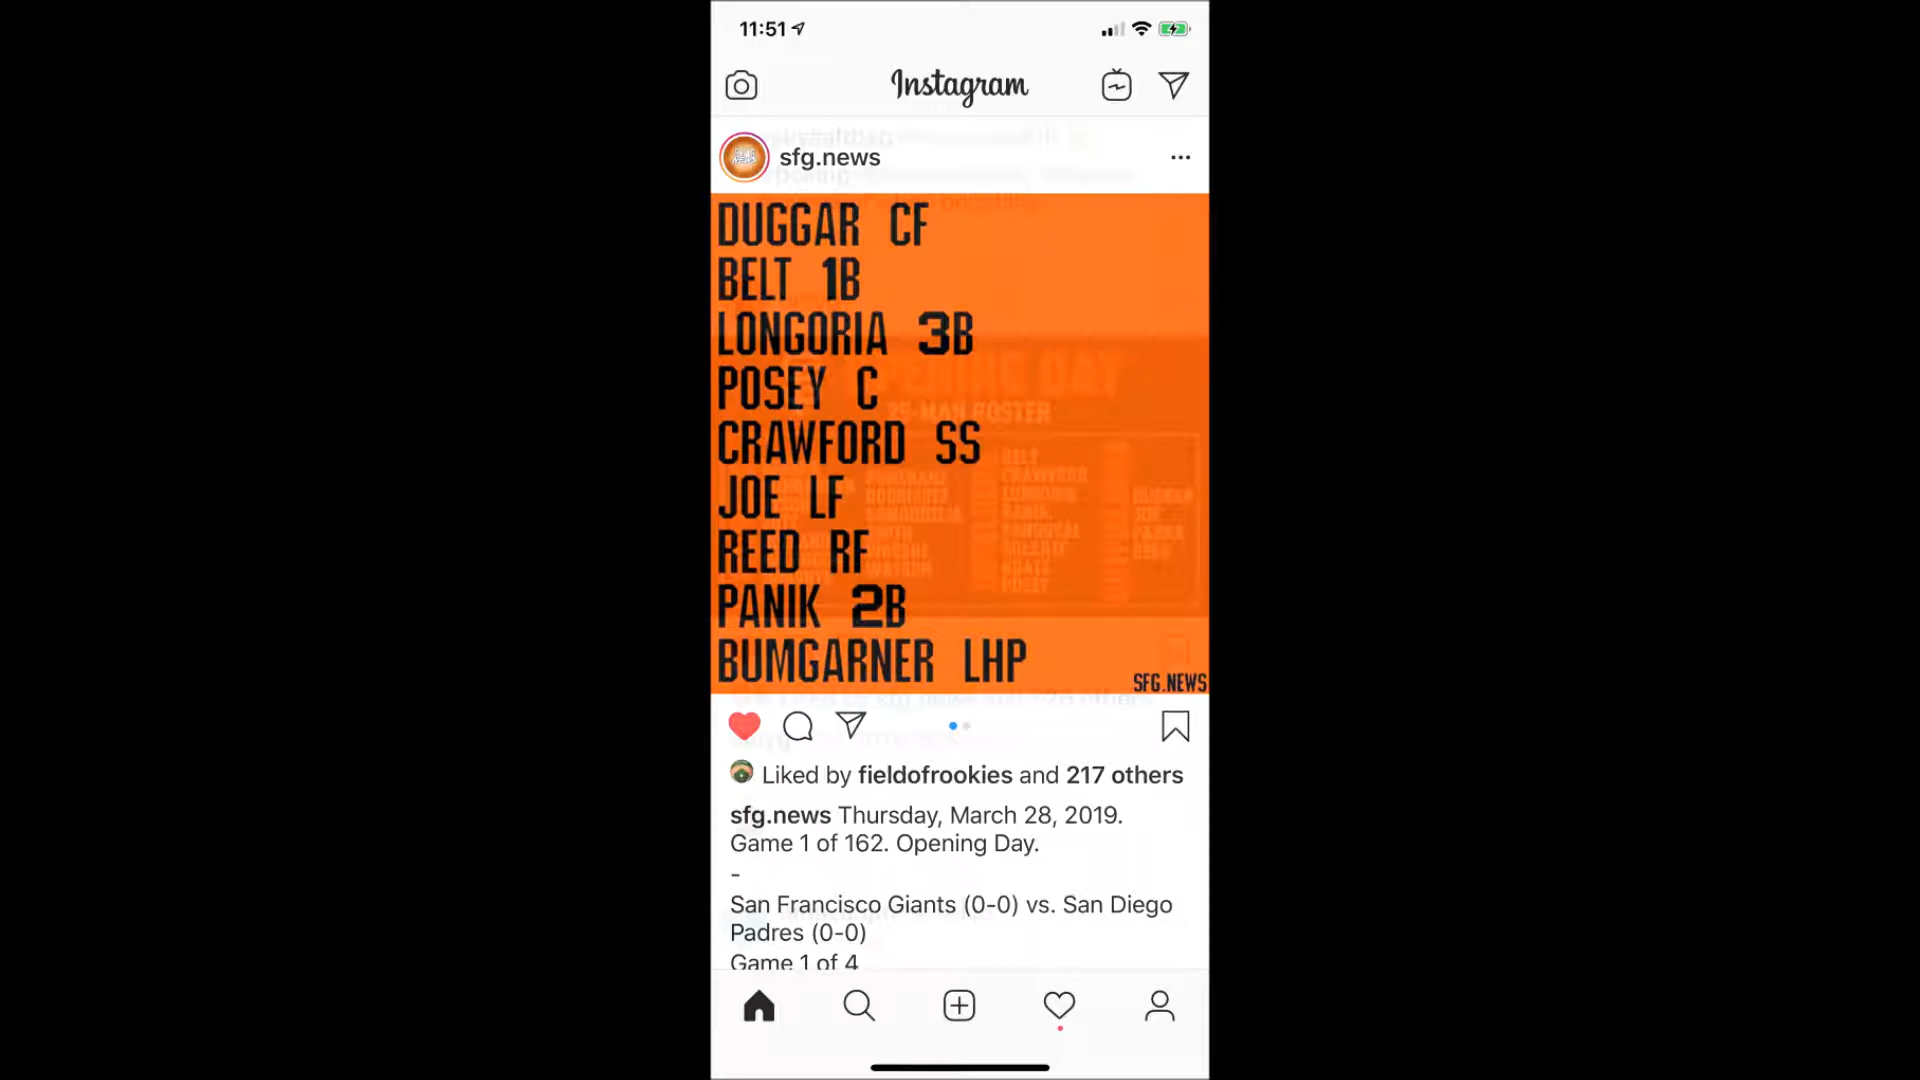 11:51
Instagram
sfg.news
DUGGAR CF
BELT 1B
LONGORIA 3B
POSEY C
CRAWFORD SS
JOE LF
REED RF
PANIK 2B
BUMGARNER LHP
SFG.NEWS
Liked by fieldofrookies and 217 others
sfg.news Thursday, March 28, 2019.
Game 1 of 162. Opening Day.
-
San Francisco Giants (0-0) vs. San Diego
Padres (0-0)
Game 1 of 4